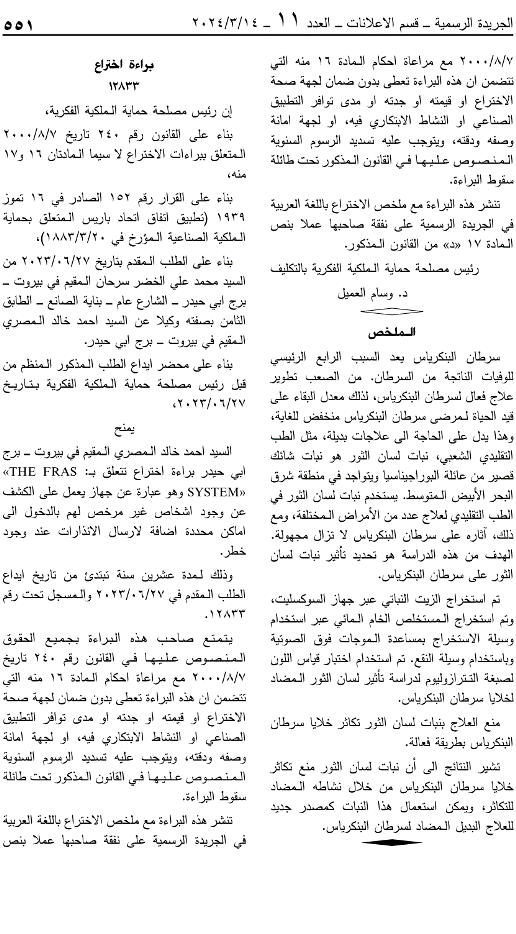 الجريدة الرسمية ـ قسم الاعلانات ـ العدد ١١ ـ ٢٠٢٤/٣/١٤
٥٥١
٢٠٠٠/٨/٧ مع مراعاة احكام المادة ١٦ منه التي
تتضمن ان هذه البراءة تعطى بدون ضمان لجهة صحة
الاختراع او قيمته او جدته او مدى توافر التطبيق
الصناعي او النشاط الابتكاري فيه، او لجهة امانة
وصفه ودقته، ويتوجب عليه تسديد الرسوم السنوية
المنصوص عليها في القانون المذكور تحت طائلة
سقوط البراءة.
تنشر هذه البراءة مع ملخص الاختراع باللغة العربية
في الجريدة الرسمية على نفقة صاحبها عملا بنص
المادة ١٧ «د» من القانون المذكور.
رئيس مصلحة حماية الملكية الفكرية بالتكليف
د. وسام العميل
الملخص
سرطان البنكرياس يعد السبب الرابع الرئيسي
للوفيات الناتجة من السرطان. من الصعب تطوير
علاج فعال لسرطان البنكرياس، لذلك معدل البقاء على
قيد الحياة لمرضى سرطان البنكرياس منخفض للغاية،
وهذا يدل على الحاجة الى علاجات بديلة، مثل الطب
التقليدي الشعبي، نبات لسان الثور هو نبات شائك
قصير من عائلة البوراجيناسيا ويتواجد في منطقة شرق
البحر الأبيض المتوسط. يستخدم نبات لسان الثور في
الطب التقليدي لعلاج عدد من الأمراض المختلفة، ومع
ذلك، آثاره على سرطان البنكرياس لا تزال مجهولة.
الهدف من هذه الدراسة هو تحديد تأثير نبات لسان
الثور على سرطان البنكرياس.
تم استخراج الزيت النباتي عبر جهاز السوكسليت،
وتم استخراج المستخلص الخام المائي عبر استخدام
وسيلة الاستخراج بمساعدة الموجات فوق الصوتية
وباستخدام وسيلة النقع. تم استخدام اختبار قياس اللون
لصبغة التترازوليوم لدراسة تأثير لسان الثور المضاد
لخلايا سرطان البنكرياس.
منع العلاج بنبات لسان الثور تكاثر خلايا سرطان
البنكرياس بطريقة فعالة.
تشير النتائج الى أن نبات لسان الثور منع تكاثر
خلايا سرطان البنكرياس من خلال نشاطه المضاد
للتكاثر، ويمكن استعمال هذا النبات كمصدر جديد
للعلاج البديل المضاد لسرطان البنكرياس.
براءة اختراع
١٢٨٣٣
إن رئيس مصلحة حماية الملكية الفكرية،
بناء على القانون رقم ٢٤٠ تاريخ ٢٠٠٠/٨/٧
المتعلق ببراءات الاختراع لا سيما المادتان ١٦ و١٧
منه،
بناء على القرار رقم ١٥٢ الصادر في ١٦ تموز
١٩٣٩ (تطبيق اتفاق اتحاد باريس المتعلق بحماية
الملكية الصناعية المؤرخ في ١٨٨٣/٣/٢٠)،
بناء على الطلب المقدم بتاريخ ٢٠٢٣/٠٦/٢٧ من
السيد محمد علي الخضر سرحان المقيم في بيروت ـ
برج أبي حيدر ـ الشارع عام ـ بناية الصانع ـ الطابق
الثامن بصفته وكيلا عن السيد احمد خالد المصري
المقيم في بيروت ـ برج ابي حيدر.
بناء على محضر ايداع الطلب المذكور المنظم من
قبل رئيس مصلحة حماية الملكية الفكرية بتاريخ
٢٠٢٣/٠٦/٢٧،
يمنح
السيد احمد خالد المصري المقيم في بيروت ـ برج
أبي حيدر براءة اختراع تتعلق بـ: «THE FRAS
SYSTEM» وهو عبارة عن جهاز يعمل على الكشف
عن وجود اشخاص غير مرخص لهم بالدخول الى
اماكن محددة اضافة لارسال الانذارات عند وجود
خطر.
وذلك لمدة عشرين سنة تبتدئ من تاريخ ايداع
الطلب المقدم في ٢٠٢٣/٠٦/٢٧ والمسجل تحت رقم
١٢٨٣٣.
يتمتع صاحب هذه البراءة بجميع الحقوق
المنصوص عليها في القانون رقم ٢٤٠ تاريخ
٢٠٠٠/٨/٧ مع مراعاة احكام المادة ١٦ منه التي
تتضمن ان هذه البراءة تعطى بدون ضمان لجهة صحة
الاختراع او قيمته او جدته او مدى توافر التطبيق
الصناعي او النشاط الابتكاري فيه، او لجهة امانة
وصفه ودقته، ويتوجب عليه تسديد الرسوم السنوية
المنصوص عليها في القانون المذكور تحت طائلة
سقوط البراءة.
تنشر هذه البراءة مع ملخص الاختراع باللغة العربية
في الجريدة الرسمية على نفقة صاحبها عملا بنص